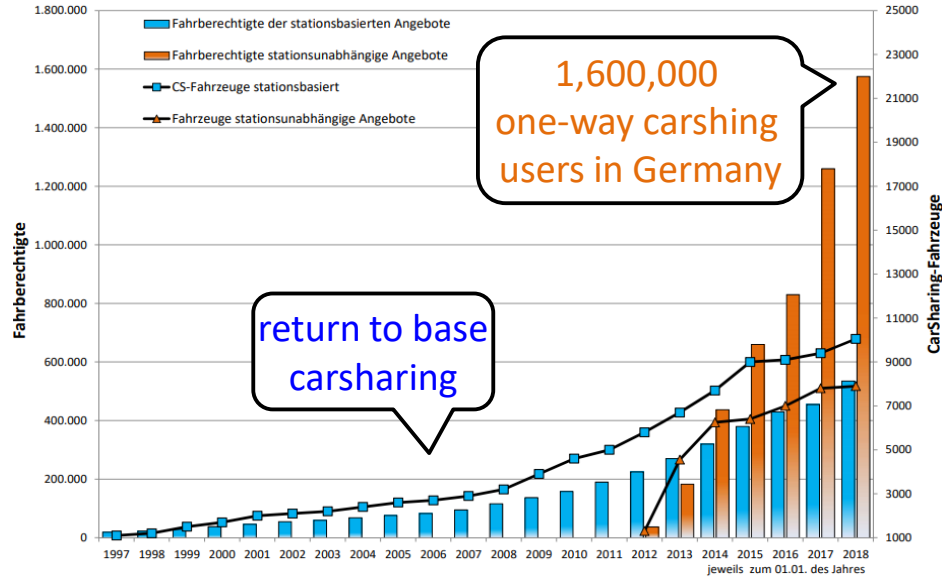 Fahrberechtigte der stationsbasierten Angebote
Fahrberechtigte stationsunabhängige Angebote
CS-Fahrzeuge stationsbasiert
Fahrzeuge stationsunabhängige Angebote
1,600,000
one-way carshing
users in Germany
return to base
carsharing
Fahrberechtigte
1.800.000
1.600.000
1.400.000
1.200.000
1.000.000
800.000
600.000
400.000
200.000
0
25000
23000
21000
19000
17000
15000
13000
11000
9000
7000
5000
3000
1000
CarSharing-Fahrzeuge
1997 1998 1999 2000 2001 2002 2003 2004 2005 2006 2007 2008 2009 2010 2011 2012 2013 2014 2015 2016 2017 2018
jeweils zum 01.01. des Jahres